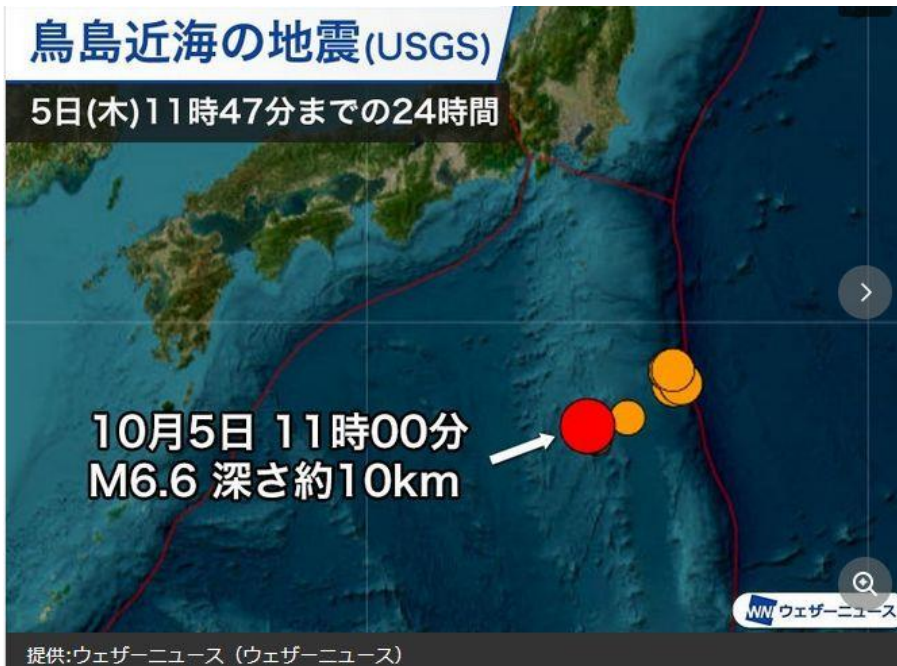 鳥島近海の地震(USGS)
5日(木)11時47分までの24時間
10月5日 11時00分
M6.6 深さ約10km
WN ウェザーニュース
提供:ウェザーニュース（ウェザーニュース）